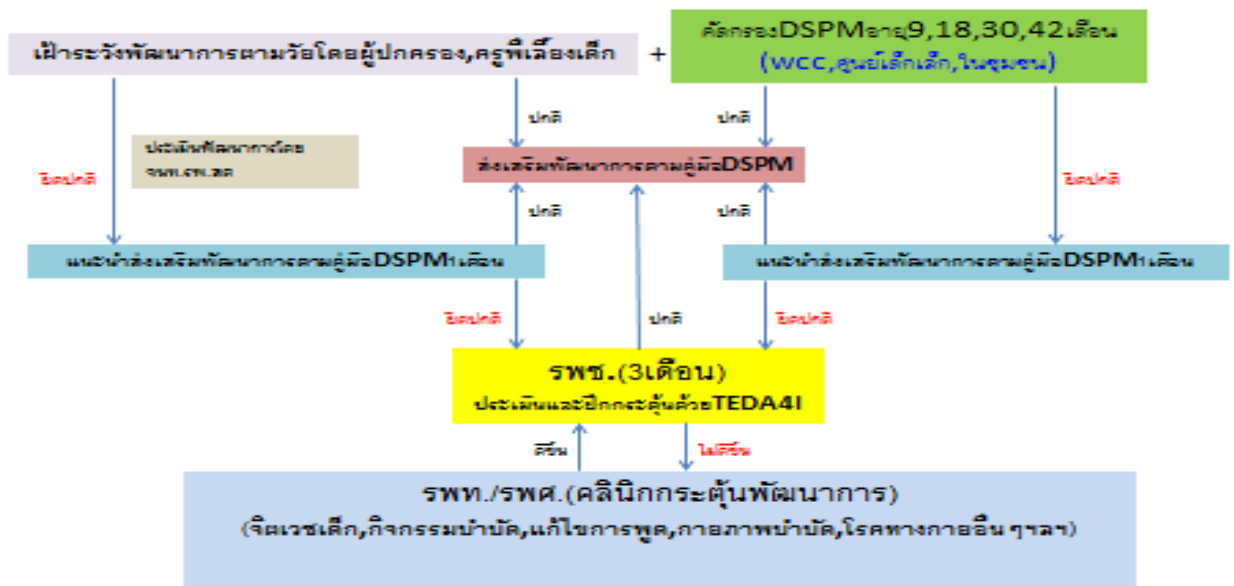 เฝ้าระวังพัฒนาการตามวัยโดยผู้ปกครอง,ครูพี่เลี้ยงเด็ก
+
คัดกรองDSPMอายุ9,18,30,42เดือน
(WCC,ศูนย์เด็กเล็ก,ในชุมชน)
ปกติ
ปกติ
ประเมินพัฒนาการโดย
จนท.รพ.สต
ส่งเสริมพัฒนาการตามคู่มือDSPM
ผิดปกติ
ผิดปกติ
ปกติ
ปกติ
แนะนำส่งเสริมพัฒนาการตามคู่มือDSPM1เดือน
แนะนำส่งเสริมพัฒนาการตามคู่มือDSPM1เดือน
ผิดปกติ
ปกติ
ผิดปกติ
รพช.(3เดือน)
ประเมินและฝึกกระตุ้นด้วยTEDA4I
ดีขึ้น
ไม่ดีขึ้น
รพท./รพศ.(คลินิกกระตุ้นพัฒนาการ)
(จิตเวชเด็ก,กิจกรรมบำบัด,แก้ไขการพูด,กายภาพบำบัด,โรคทางกายอื่นๆฯลฯ)